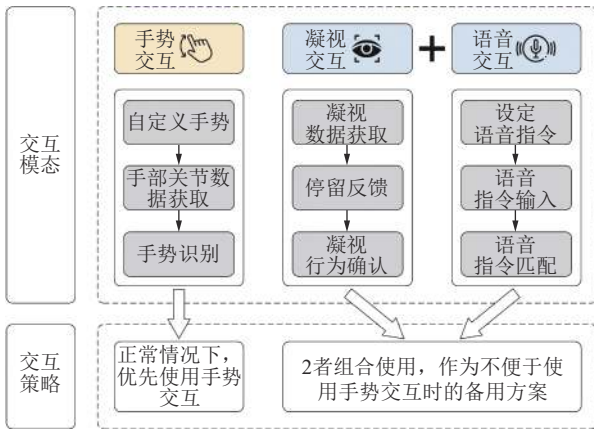 交互
模态
手势
交互
凝视
交互
+
语音
交互
自定义手势
手部关节数
据获取
手势识别
凝视
数据获取
停留反馈
凝视
行为确认
设定
语音指令
语音
指令输入
语音
指令匹配
交互
策略
正常情况下，
优先使用手势
交互
2者组合使用，作为不便于使
用手势交互时的备用方案